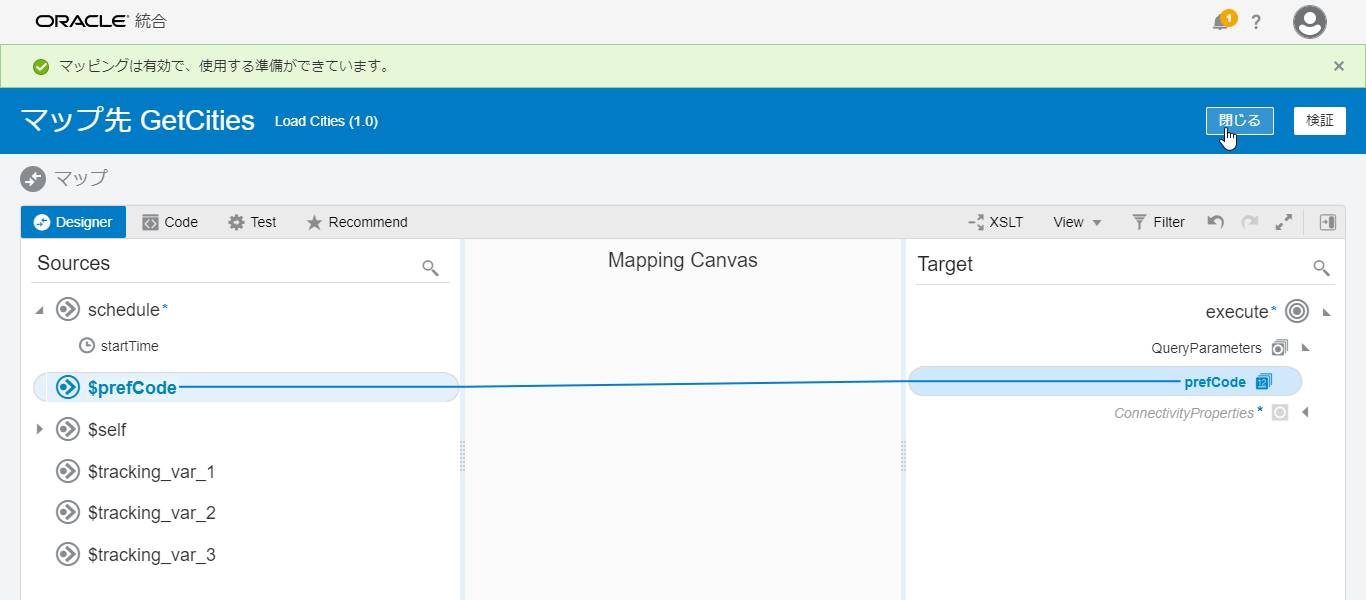 ORACLE 統合
1 ?
マッピングは有効で、使用する準備ができています。 ×
マップ先 GetCities Load Cities (1.0) 閉じる 検証
マップ
Designer Code Test Recommend XSLT View Filter
Sources Mapping Canvas Target
schedule* execute*
startTime QueryParameters
$prefCode prefCode 12
$self ConnectivityProperties*
$tracking_var_1
$tracking_var_2
$tracking_var_3